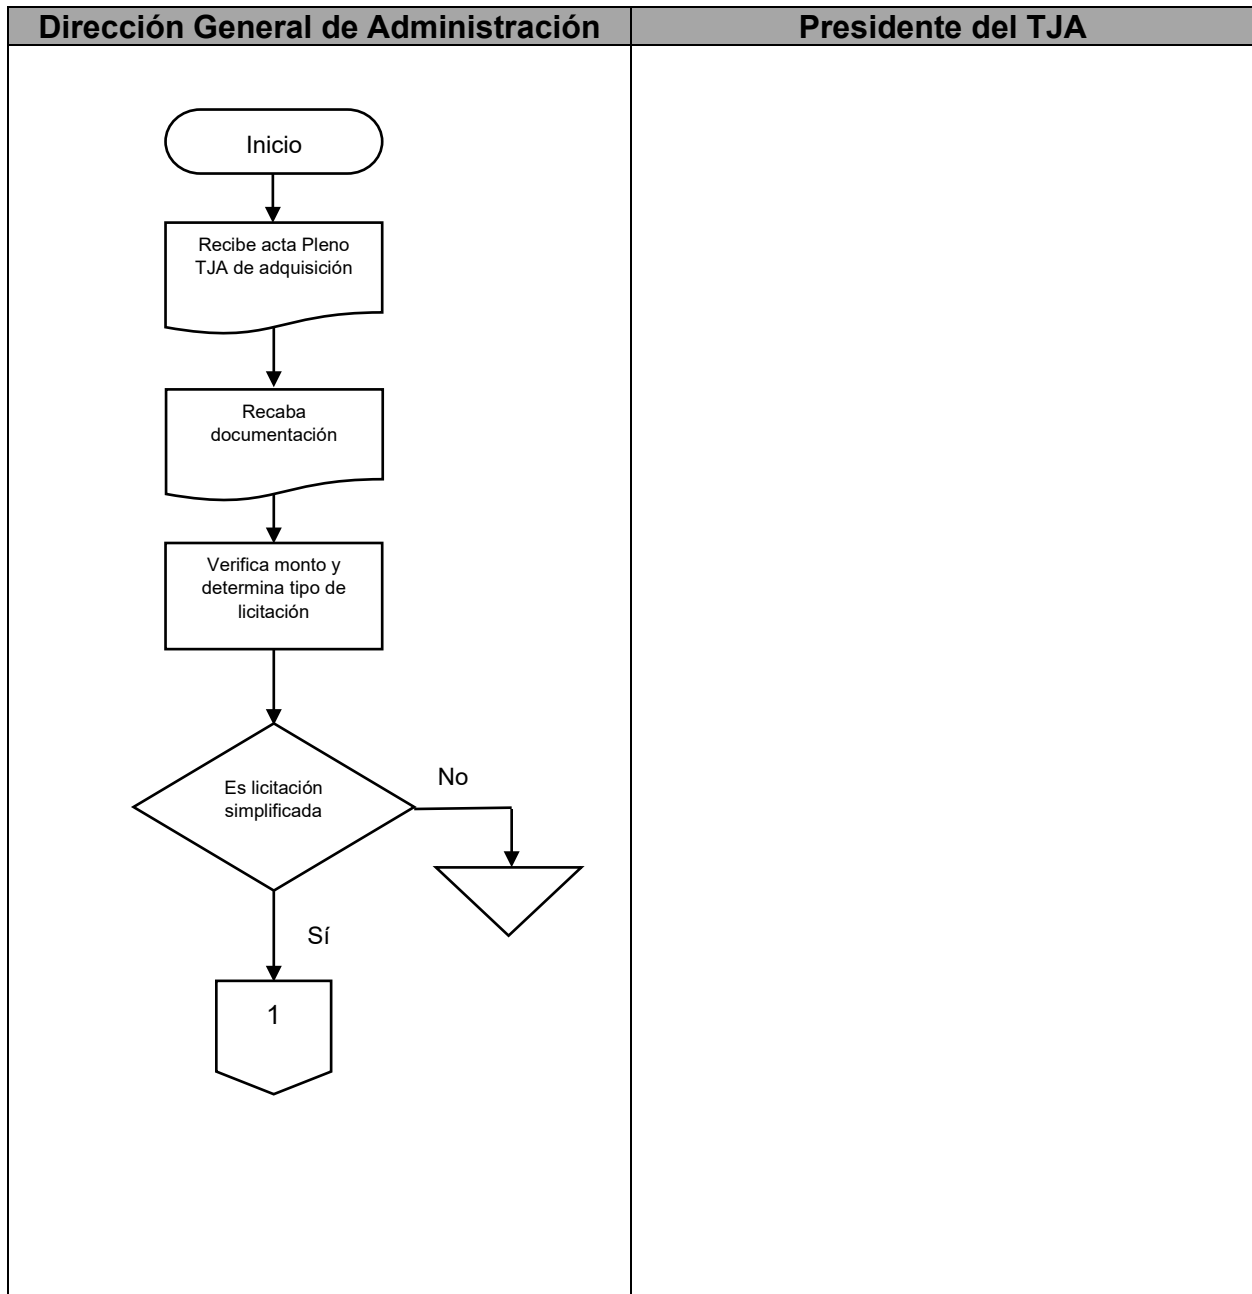 Dirección General de Administración
Presidente del TJA
Inicio
Recibe acta Pleno
TJA de adquisición
Recaba
documentación
Verifica monto y
determina tipo de
licitación
Es licitación
simplificada
No
Sí
1